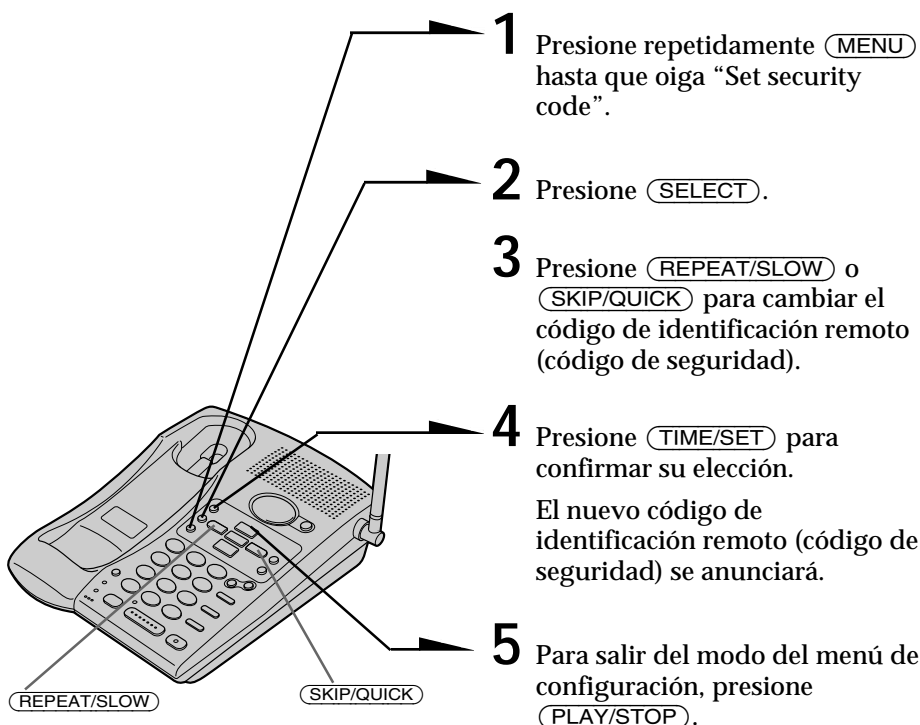 1 Presione repetidamente MENU
hasta que oiga “Set security
code”.
2 Presione SELECT.
3 Presione REPEAT/SLOW o
SKIP/QUICK para cambiar el
código de identificación remoto
(código de seguridad).
4 Presione TIME/SET para
confirmar su elección.
El nuevo código de
identificación remoto (código de
seguridad) se anunciará.
5 Para salir del modo del menú de
configuración, presione
PLAY/STOP.
REPEAT/SLOW
SKIP/QUICK